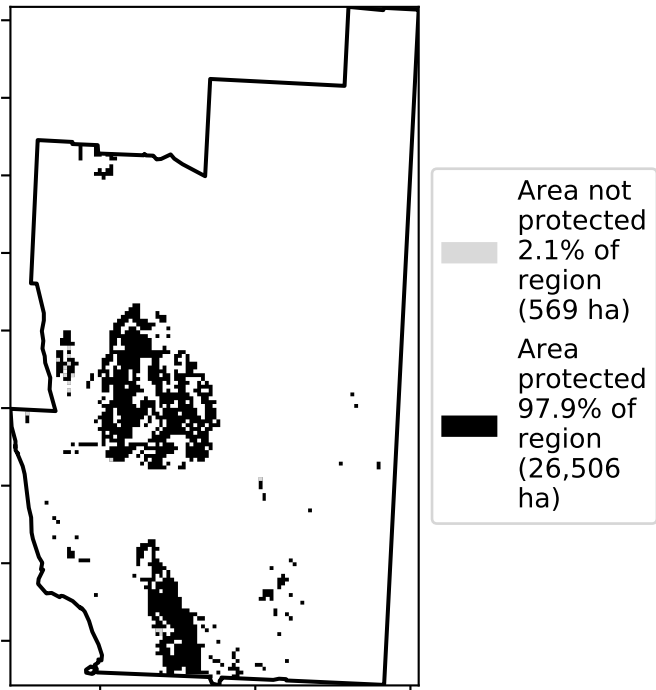 Area not
protected
2.1% of
region
(569 ha)
Area
protected
97.9% of
region
(26,506
ha)